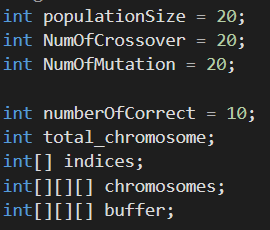 int populationSize = 20;
int NumOfCrossover = 20;
int NumOfMutation = 20;
int numberOfCorrect = 10;
int total_chromosome;
int[] indices;
int[][][] chromosomes;
int[][][] buffer;